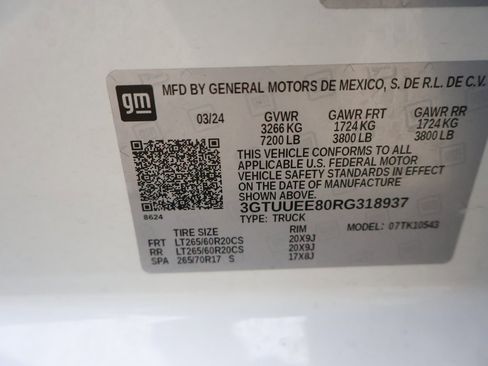 gm
MFD BY GENERAL MOTORS DE MEXICO, S. DE R.L. DE C.V.
03/24 GVWR GAWR FRT GAWR RR
3266 KG 1724 KG 1724 KG
7200 LB 3800 LB 3800 LB
THIS VEHICLE CONFORMS TO ALL
APPLICABLE U.S. FEDERAL MOTOR
VEHICLE SAFETY STANDARDS IN
EFFECT ON THE DATE OF MANUFACTURE
SHOWN ABOVE.
3GTUUEE80RG318937
8624
TYPE: TRUCK MODEL: 07TK10543
TIRE SIZE RIM
FRT LT265/60R20CS 20X9J
RR LT265/60R20CS 20X9J
SPA 265/70R17 S 17X8J